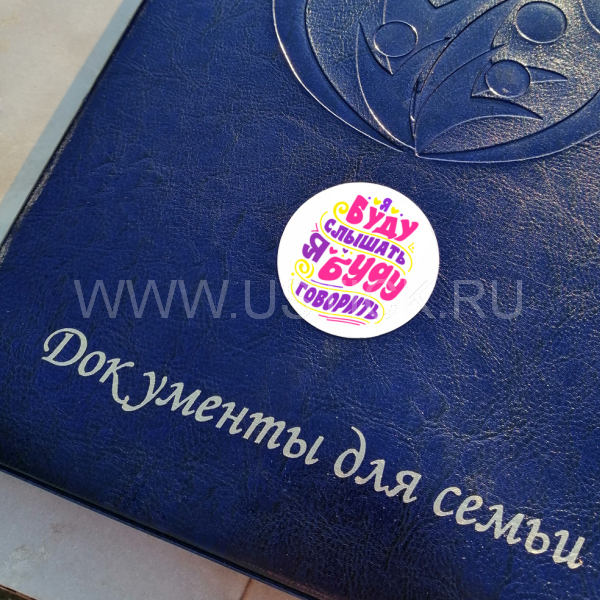 Я
БУДУ
СЛЫШАТЬ
Я БУДУ
ГОВОРИТЬ
Документы для семьи